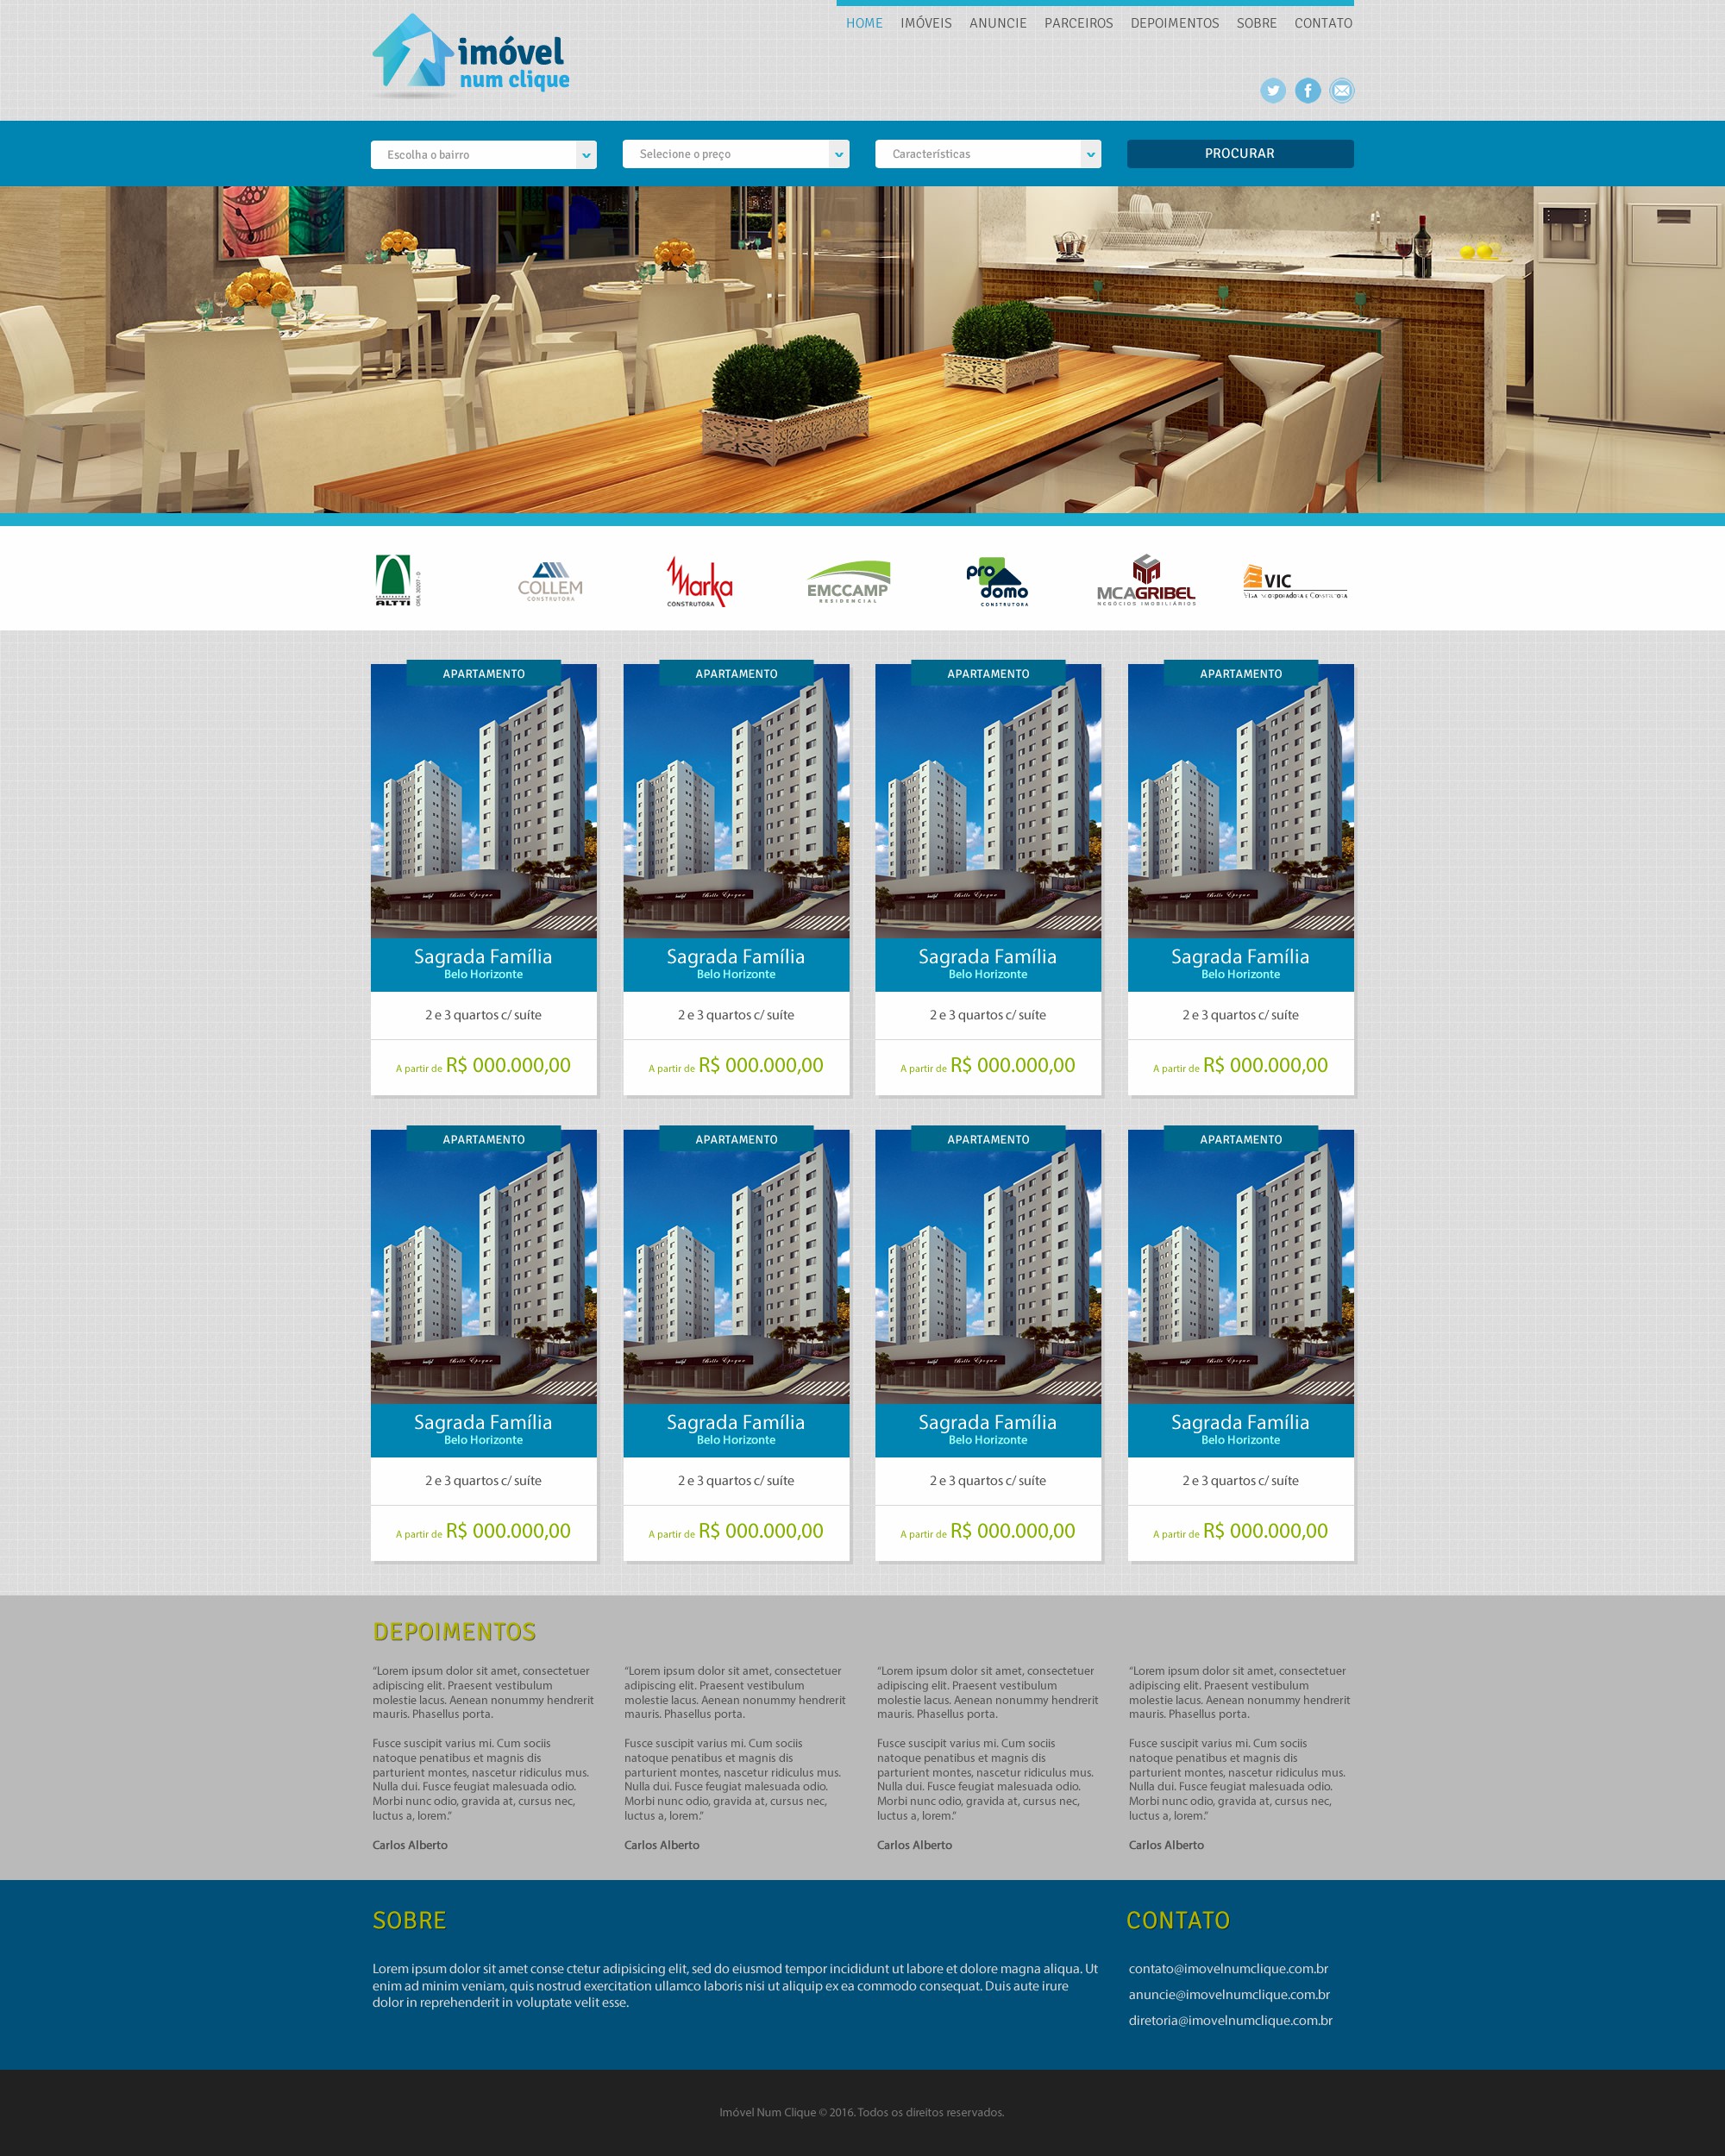 imóvel
num clique
HOME IMÓVEIS ANUNCIE PARCEIROS DEPOIMENTOS SOBRE CONTATO
Escolha o bairro Selecione o preço Características PROCURAR
ALTTI
COLLEM
CONSTRUTORA
Marka
CONSTRUTORA
EMCCAMP
RESIDENCIAL
pro
domo
CONSTRUTORA
MCAGRIBEL
NEGÓCIOS IMOBILIÁRIOS
VIC
APARTAMENTO APARTAMENTO APARTAMENTO APARTAMENTO
Belle Epoque Belle Epoque Belle Epoque Belle Epoque
Sagrada Família Sagrada Família Sagrada Família Sagrada Família
Belo Horizonte Belo Horizonte Belo Horizonte Belo Horizonte
2 e 3 quartos c/ suíte 2 e 3 quartos c/ suíte 2 e 3 quartos c/ suíte 2 e 3 quartos c/ suíte
A partir de R$ 000.000,00 A partir de R$ 000.000,00 A partir de R$ 000.000,00 A partir de R$ 000.000,00
APARTAMENTO APARTAMENTO APARTAMENTO APARTAMENTO
Belle Epoque Belle Epoque Belle Epoque Belle Epoque
Sagrada Família Sagrada Família Sagrada Família Sagrada Família
Belo Horizonte Belo Horizonte Belo Horizonte Belo Horizonte
2 e 3 quartos c/ suíte 2 e 3 quartos c/ suíte 2 e 3 quartos c/ suíte 2 e 3 quartos c/ suíte
A partir de R$ 000.000,00 A partir de R$ 000.000,00 A partir de R$ 000.000,00 A partir de R$ 000.000,00
DEPOIMENTOS
“Lorem ipsum dolor sit amet, consectetuer
adipiscing elit. Praesent vestibulum
molestie lacus. Aenean nonummy hendrerit
mauris. Phasellus porta.
Fusce suscipit varius mi. Cum sociis
natoque penatibus et magnis dis
parturient montes, nascetur ridiculus mus.
Nulla dui. Fusce feugiat malesuada odio.
Morbi nunc odio, gravida at, cursus nec,
luctus a, lorem.”
Carlos Alberto
“Lorem ipsum dolor sit amet, consectetuer
adipiscing elit. Praesent vestibulum
molestie lacus. Aenean nonummy hendrerit
mauris. Phasellus porta.
Fusce suscipit varius mi. Cum sociis
natoque penatibus et magnis dis
parturient montes, nascetur ridiculus mus.
Nulla dui. Fusce feugiat malesuada odio.
Morbi nunc odio, gravida at, cursus nec,
luctus a, lorem.”
Carlos Alberto
“Lorem ipsum dolor sit amet, consectetuer
adipiscing elit. Praesent vestibulum
molestie lacus. Aenean nonummy hendrerit
mauris. Phasellus porta.
Fusce suscipit varius mi. Cum sociis
natoque penatibus et magnis dis
parturient montes, nascetur ridiculus mus.
Nulla dui. Fusce feugiat malesuada odio.
Morbi nunc odio, gravida at, cursus nec,
luctus a, lorem.”
Carlos Alberto
“Lorem ipsum dolor sit amet, consectetuer
adipiscing elit. Praesent vestibulum
molestie lacus. Aenean nonummy hendrerit
mauris. Phasellus porta.
Fusce suscipit varius mi. Cum sociis
natoque penatibus et magnis dis
parturient montes, nascetur ridiculus mus.
Nulla dui. Fusce feugiat malesuada odio.
Morbi nunc odio, gravida at, cursus nec,
luctus a, lorem.”
Carlos Alberto
SOBRE
Lorem ipsum dolor sit amet conse ctetur adipisicing elit, sed do eiusmod tempor incididunt ut labore et dolore magna aliqua. Ut
enim ad minim veniam, quis nostrud exercitation ullamco laboris nisi ut aliquip ex ea commodo consequat. Duis aute irure
dolor in reprehenderit in voluptate velit esse.
CONTATO
contato@imovelnumclique.com.br
anuncie@imovelnumclique.com.br
diretoria@imovelnumclique.com.br
Imóvel Num Clique © 2016. Todos os direitos reservados.